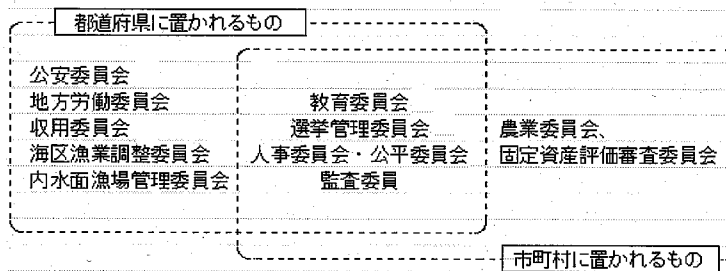 都道府県に置かれるもの
公安委員会
地方労働委員会
収用委員会
海区漁業調整委員会
内水面漁場管理委員会
教育委員会
選挙管理委員会
人事委員会・公平委員会
監査委員
農業委員会、
固定資産評価審査委員会
市町村に置かれるもの